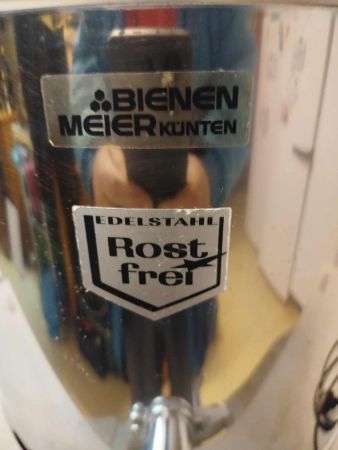 BIENEN
MEIER KÜNTEN
EDELSTAHL
Rost
frei